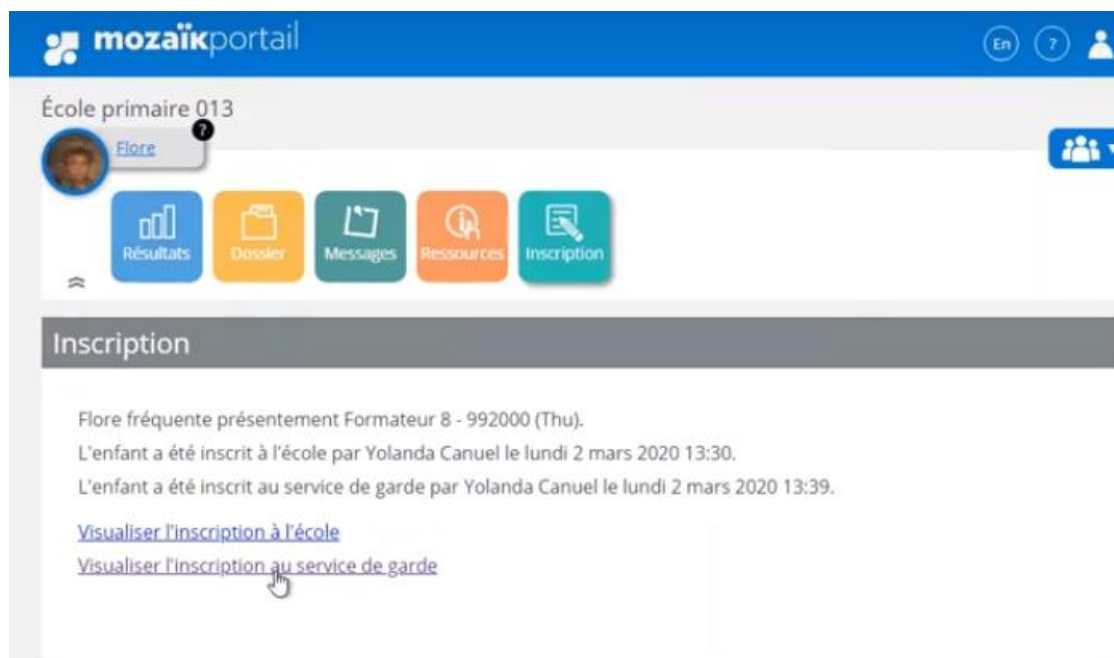 mozaïkportail
En ?
École primaire 013
?
Flore
Résultats Dossier Messages Ressources Inscription
Inscription
Flore fréquente présentement Formateur 8 - 992000 (Thu).
L'enfant a été inscrit à l'école par Yolanda Canuel le lundi 2 mars 2020 13:30.
L'enfant a été inscrit au service de garde par Yolanda Canuel le lundi 2 mars 2020 13:39.
Visualiser l'inscription à l'école
Visualiser l'inscription au service de garde